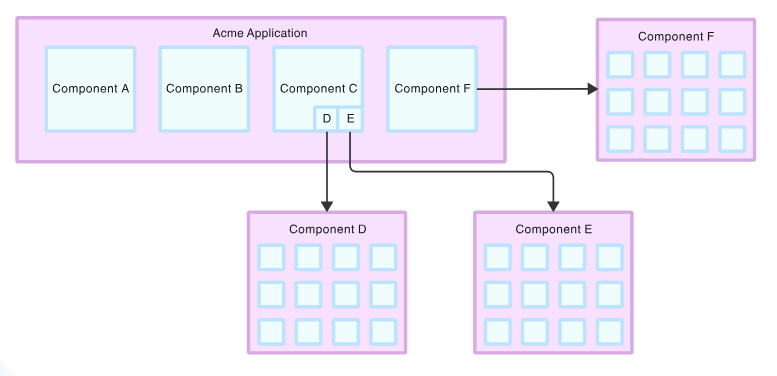 Acme Application
Component A
Component B
Component C
Component F
D
E
Component F
Component D
Component E